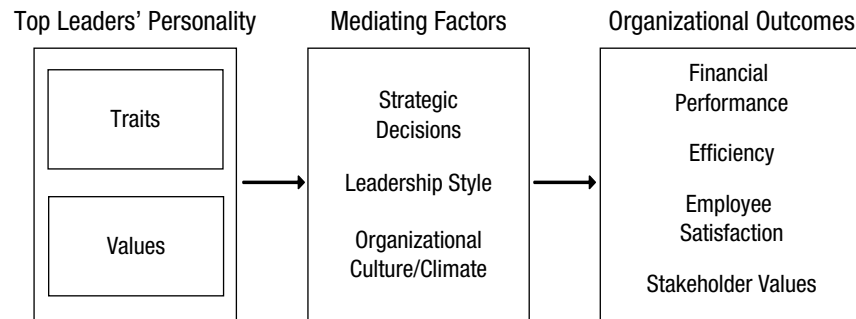 Top Leaders’ Personality
Traits
Values
Mediating Factors
Strategic
Decisions
Leadership Style
Organizational
Culture/Climate
Organizational Outcomes
Financial
Performance
Efficiency
Employee
Satisfaction
Stakeholder Values